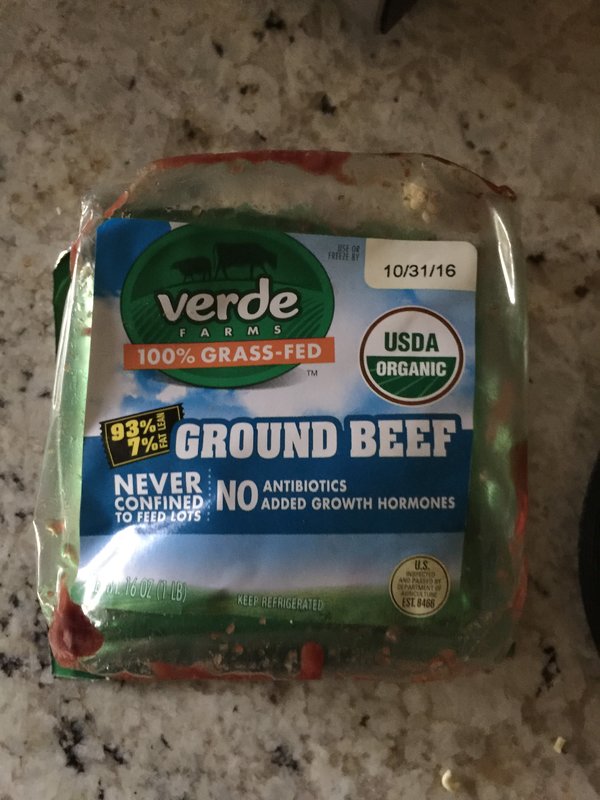 USE OR
FREEZE BY
10/31/16
verde
FARMS
100% GRASS-FED
TM
USDA
ORGANIC
93% LEAN
7% FAT
GROUND BEEF
NEVER
CONFINED
TO FEED LOTS
NO ANTIBIOTICS
ADDED GROWTH HORMONES
16 OZ (1 LB)
KEEP REFRIGERATED
U.S.
INSPECTED
AND PASSED BY
DEPARTMENT OF
AGRICULTURE
EST. 8466